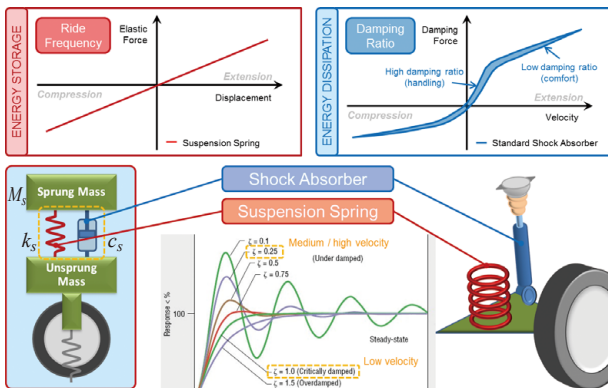 ENERGY STORAGE
Ride
Frequency
Elastic
Force
Extension
Compression
Displacement
Suspension Spring
ENERGY DISSIPATION
Damping
Ratio
Damping
Force
High damping ratio
(handling)
Low damping ratio
(comfort)
Extension
Compression
Velocity
Standard Shock Absorber
Ms
Sprung Mass
ks
cs
Unsprung
Mass
Shock Absorber
Suspension Spring
Response < %
100
ζ = 0.1
ζ = 0.25
ζ = 0.5
ζ = 0.75
Medium / high velocity
(Under damped)
Steady-state
Low velocity
ζ = 1.0 (Critically damped)
ζ = 1.5 (Overdamped)